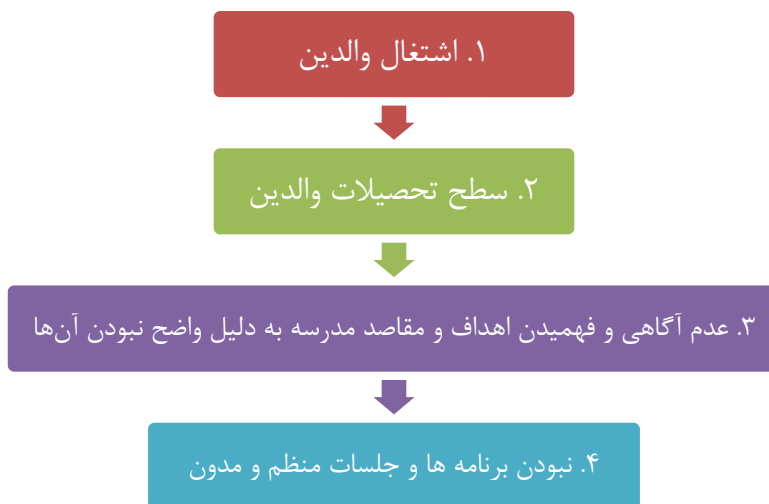 ۱. اشتغال والدین
۲. سطح تحصیلات والدین
۳. عدم آگاهی و فهمیدن اهداف و مقاصد مدرسه به دلیل واضح نبودن آن‌ها
۴. نبودن برنامه ها و جلسات منظم و مدون